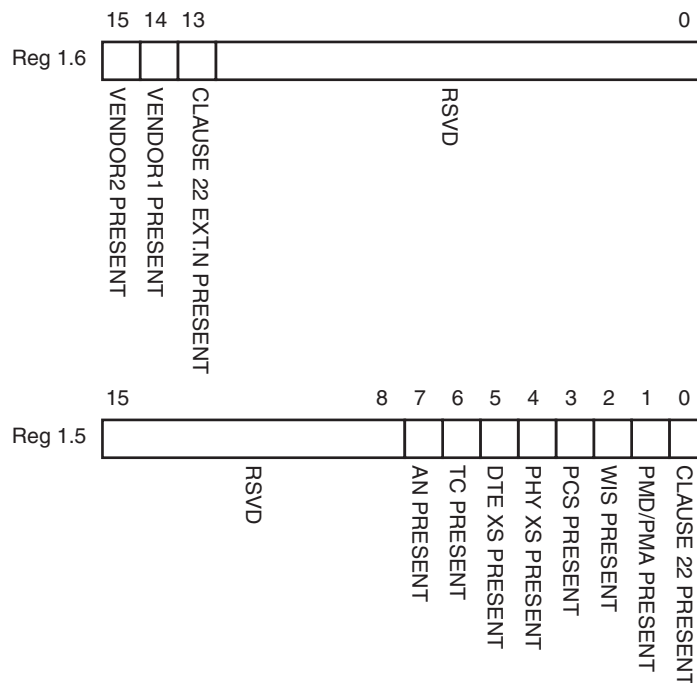 15 14 13 0
Reg 1.6
VENDOR2 PRESENT
VENDOR1 PRESENT
CLAUSE 22 EXT.N PRESENT
RSVD
15 8 7 6 5 4 3 2 1 0
Reg 1.5
RSVD
AN PRESENT
TC PRESENT
DTE XS PRESENT
PHY XS PRESENT
PCS PRESENT
WIS PRESENT
PMD/PMA PRESENT
CLAUSE 22 PRESENT